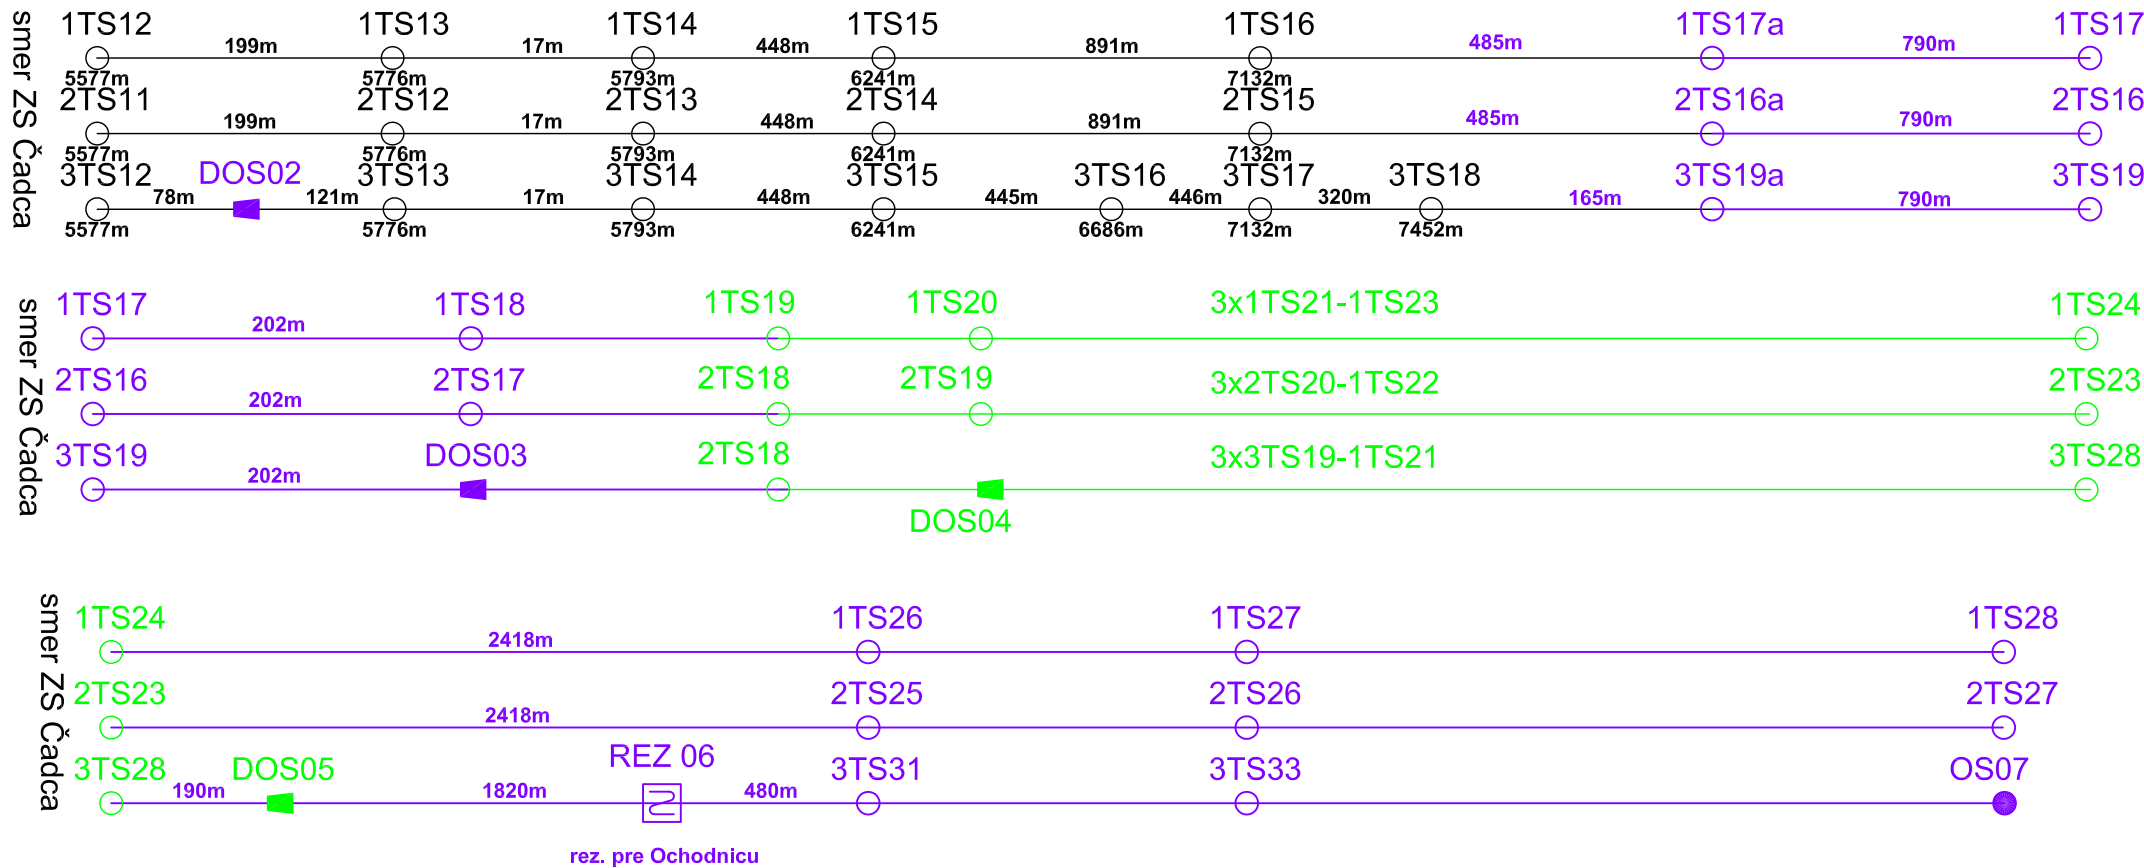 smer ZS Čadca
1TS12 1TS13 1TS14 1TS15 1TS16 1TS17a 1TS17
199m 17m 448m 891m 485m 790m
5577m 5776m 5793m 6241m 7132m
2TS11 2TS12 2TS13 2TS14 2TS15 2TS16a 2TS16
199m 17m 448m 891m 485m 790m
5577m 5776m 5793m 6241m 7132m
3TS12 DOS02 3TS13 3TS14 3TS15 3TS16 3TS17 3TS18 3TS19a 3TS19
78m 121m 17m 448m 445m 446m 320m 165m 790m
5577m 5776m 5793m 6241m 6686m 7132m 7452m
smer ZS Čadca
1TS17 1TS18 1TS19 1TS20 3x1TS21-1TS23 1TS24
202m
2TS16 2TS17 2TS18 2TS19 3x2TS20-1TS22 2TS23
202m
3TS19 DOS03 2TS18 3x3TS19-1TS21 3TS28
202m
DOS04
smer ZS Čadca
1TS24 1TS26 1TS27 1TS28
2418m
2TS23 2TS25 2TS26 2TS27
2418m
3TS28 DOS05 REZ 06 3TS31 3TS33 OS07
190m 1820m 480m
rez. pre Ochodnicu